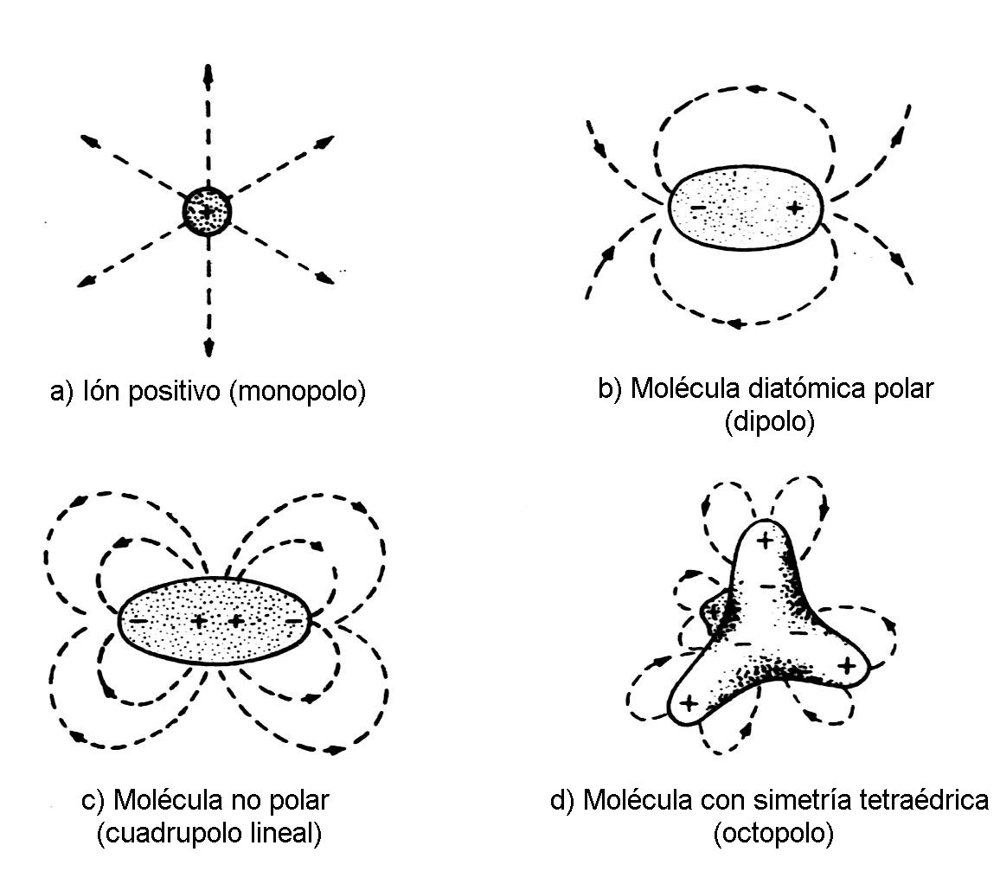 +
- +
a) Ión positivo (monopolo)
b) Molécula diatómica polar
(dipolo)
- + + -
+
-
+
- -
+
+
c) Molécula no polar
(cuadrupolo lineal)
d) Molécula con simetría tetraédrica
(octopolo)